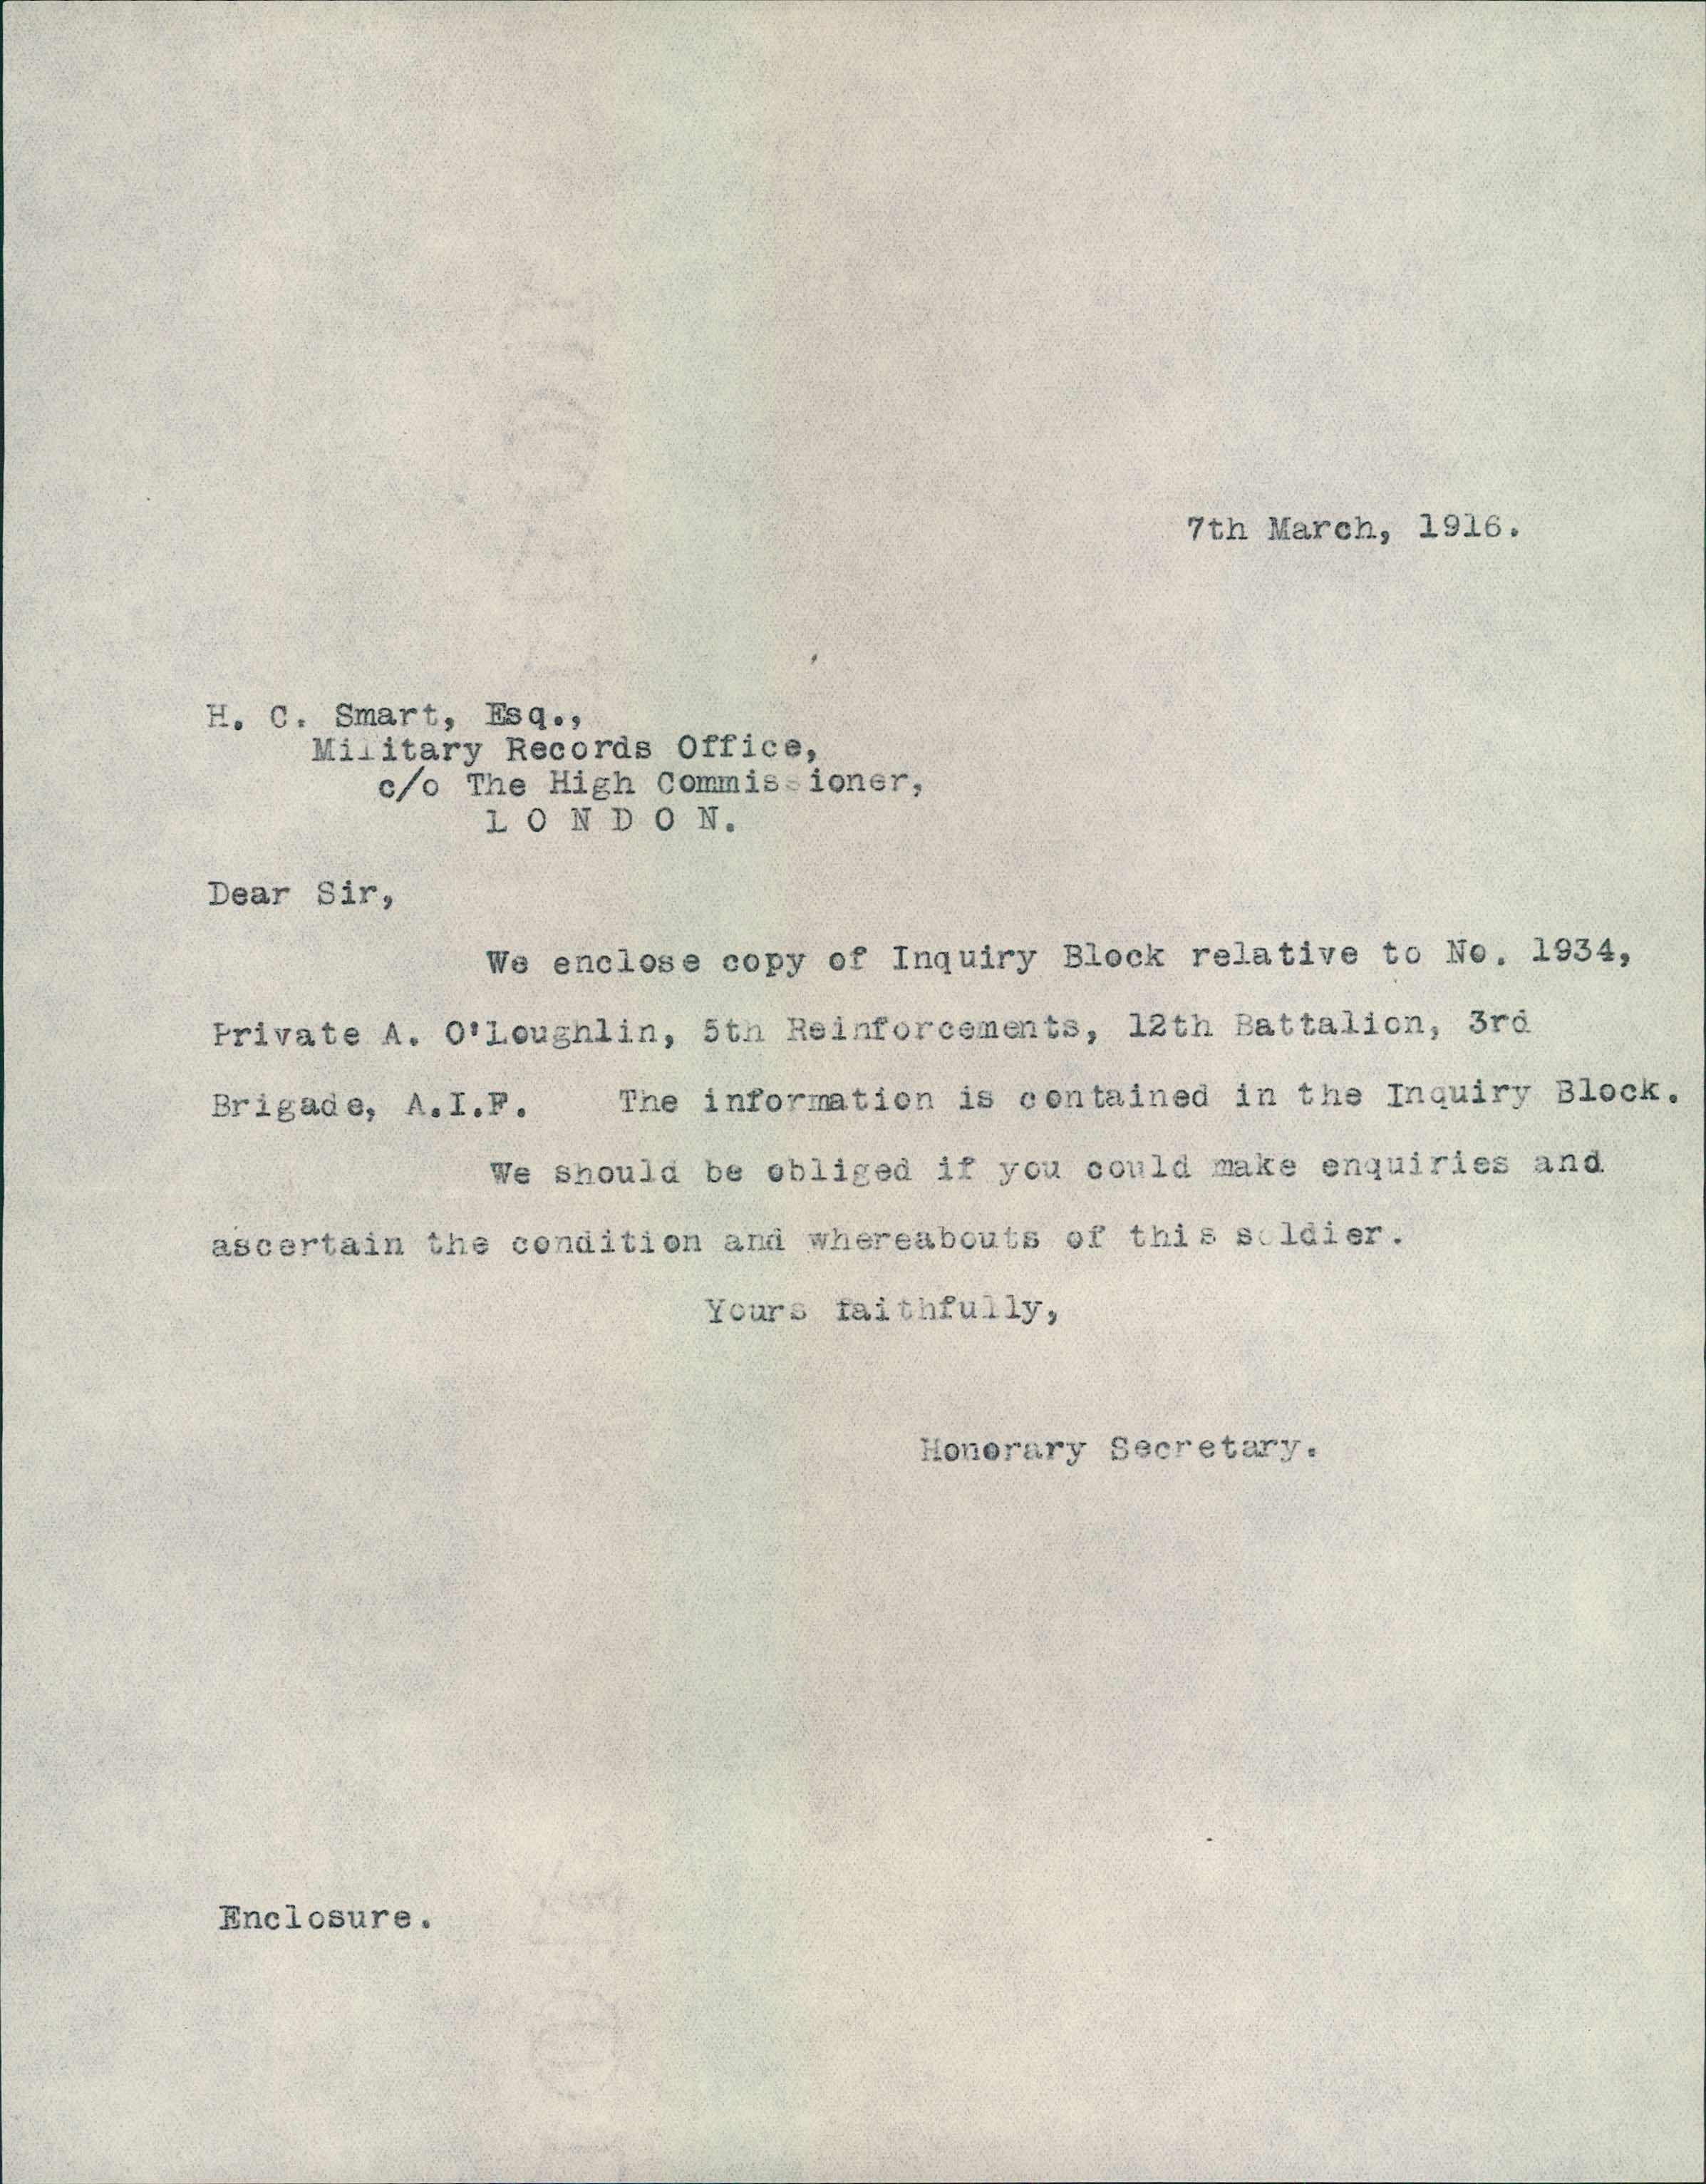 7th March, 1916.
H. C. Smart, Esq.,
Military Records Office,
c/o The High Commissioner,
L O N D O N.
Dear Sir,
We enclose copy of Inquiry Block relative to No. 1934,
Private A. O'Loughlin, 5th Reinforcements, 12th Battalion, 3rd
Brigade, A.I.F. The information is contained in the Inquiry Block.
We should be obliged if you could make enquiries and
ascertain the condition and whereabouts of this soldier.
Yours faithfully,
Honorary Secretary.
Enclosure.